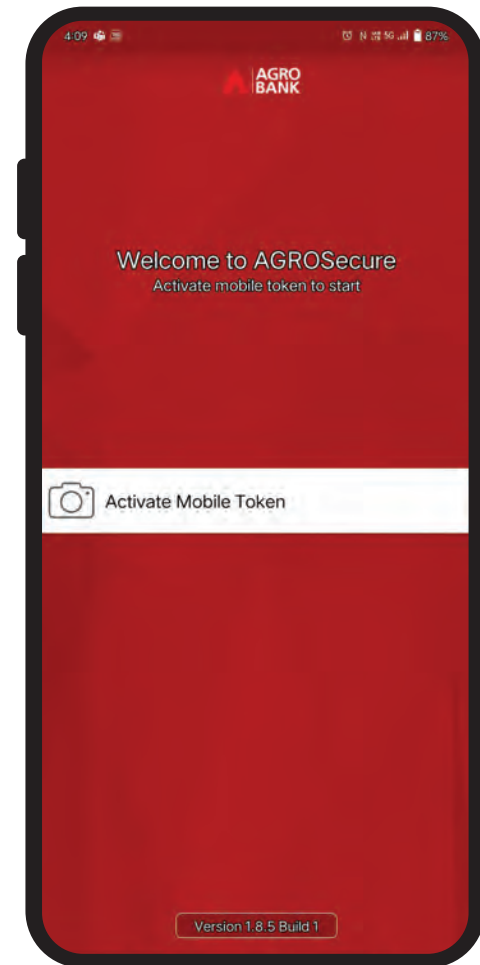 4:09
5G 87%
AGRO
BANK
Welcome to AGROSecure
Activate mobile token to start
Activate Mobile Token
Version 1.8.5 Build 1